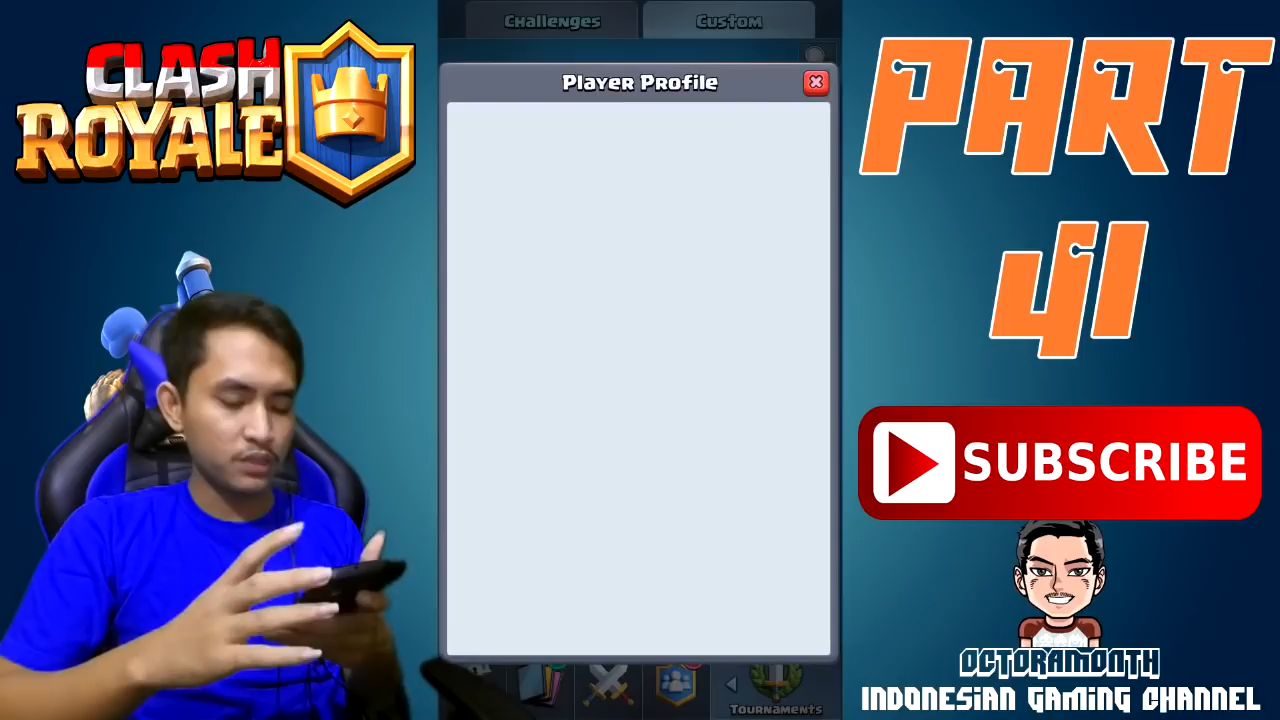 Challenges
Custom
CLASH
ROYALE
Player Profile
PART
41
SUBSCRIBE
OCTORAMONTH
INDONESIAN GAMING CHANNEL
Tournaments